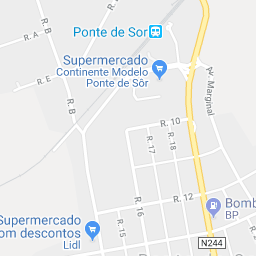 Ponte de Sor
R. B
R. A
Supermercado
Continente Modelo
Ponte de Sôr
R. E
Av. Marginal
R. B
R. 10
R. 17
R. 18
R. 12
Bomb
BP
R. 16
Supermercado
om descontos
Lidl
R. 15
N244